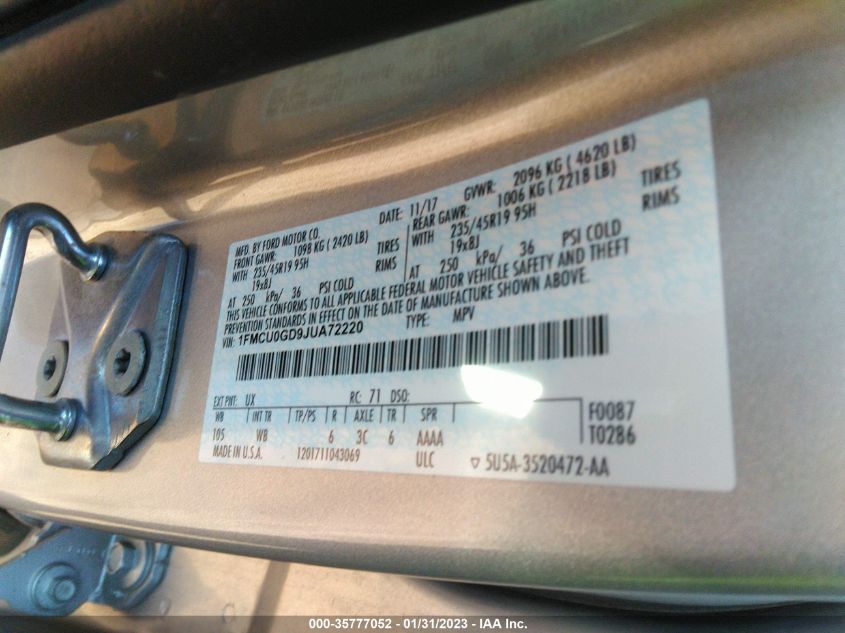 MFD. BY FORD MOTOR CO.
DATE: 11/17 GVWR: 2096 KG ( 4620 LB)
FRONT GAWR: 1098 KG ( 2420 LB)
REAR GAWR: 1006 KG ( 2218 LB)
WITH 235/45R19 95H TIRES
WITH 235/45R19 95H TIRES
19x8J RIMS
19x8J RIMS
AT 250 kPa/ 36 PSI COLD
AT 250 kPa/ 36 PSI COLD
THIS VEHICLE CONFORMS TO ALL APPLICABLE FEDERAL MOTOR VEHICLE SAFETY AND THEFT
PREVENTION STANDARDS IN EFFECT ON THE DATE OF MANUFACTURE SHOWN ABOVE.
VIN: 1FMCU0GD9JUA72220 TYPE: MPV
EXT PNT: UX RC: 71 DSO:
WB INT TR TP/PS R AXLE TR SPR
105 WB 6 3C 6 AAAA
F0087
T0286
MADE IN U.S.A. 1201711043069 ULC ▽ 5U5A-3520472-AA
000-35777052 - 01/31/2023 - IAA Inc.